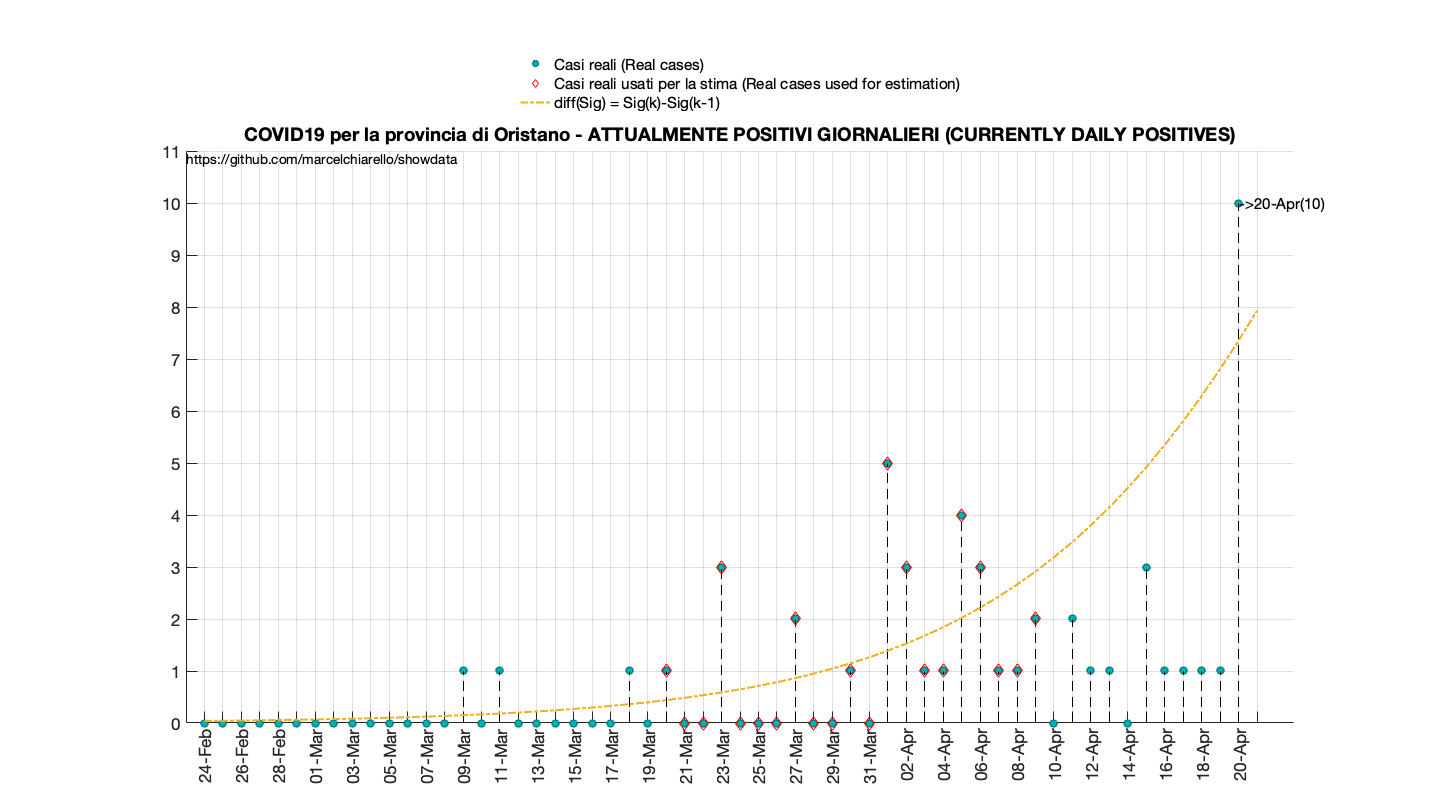 Casi reali (Real cases)
Casi reali usati per la stima (Real cases used for estimation)
diff(Sig) = Sig(k)-Sig(k-1)
COVID19 per la provincia di Oristano - ATTUALMENTE POSITIVI GIORNALIERI (CURRENTLY DAILY POSITIVES)
https://github.com/marcelchiarello/showdata
11
10
9
8
7
6
5
4
3
2
1
0
->20-Apr(10)
24-Feb
26-Feb
28-Feb
01-Mar
03-Mar
05-Mar
07-Mar
09-Mar
11-Mar
13-Mar
15-Mar
17-Mar
19-Mar
21-Mar
23-Mar
25-Mar
27-Mar
29-Mar
31-Mar
02-Apr
04-Apr
06-Apr
08-Apr
10-Apr
12-Apr
14-Apr
16-Apr
18-Apr
20-Apr